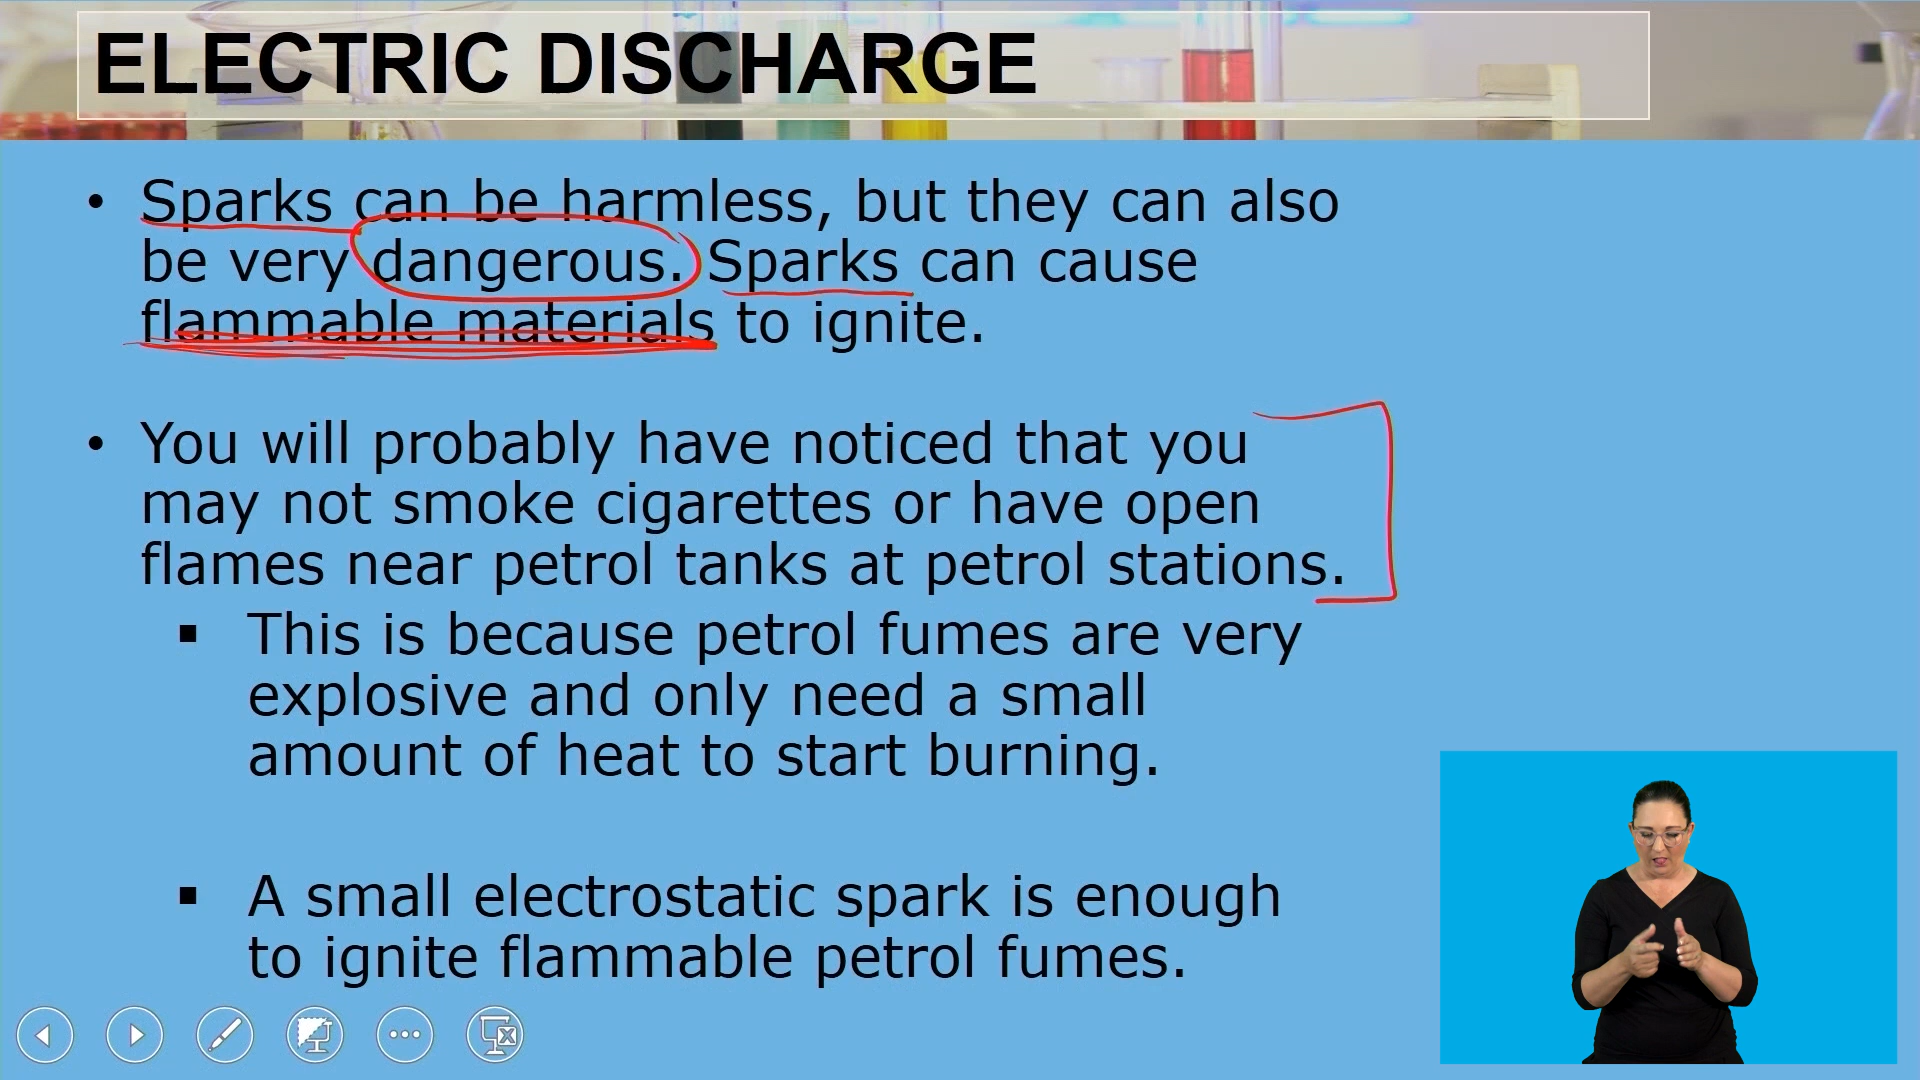 ELECTRIC DISCHARGE
• Sparks can be harmless, but they can also
be very dangerous. Sparks can cause
flammable materials to ignite.
• You will probably have noticed that you
may not smoke cigarettes or have open
flames near petrol tanks at petrol stations.
▪ This is because petrol fumes are very
explosive and only need a small
amount of heat to start burning.
▪ A small electrostatic spark is enough
to ignite flammable petrol fumes.